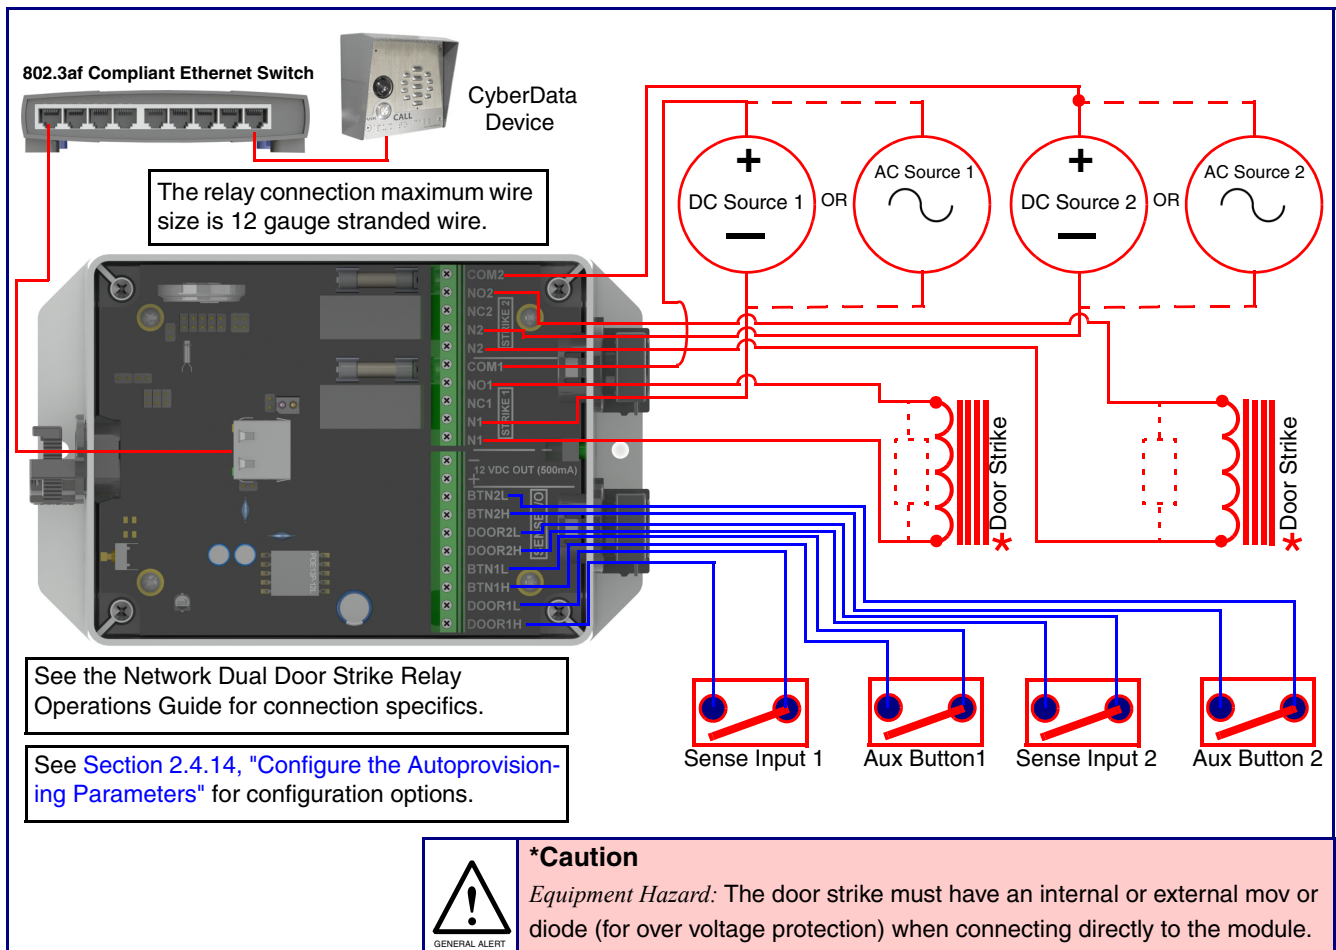 802.3af Compliant Ethernet Switch
CALL
CyberData
Device
The relay connection maximum wire
size is 12 gauge stranded wire.
+
DC Source 1
—
OR
AC Source 1
+
DC Source 2
—
OR
AC Source 2
COM2
NO2
NC2
N2
N2
STRIKE 2
COM1
NO1
NC1
N1
N1
STRIKE 1
−
+
12 VDC OUT (500mA)
BTN2L
BTN2H
DOOR2L
DOOR2H
BTN1L
BTN1H
DOOR1L
DOOR1H
POE13P-12L
*Door Strike
*Door Strike
Sense Input 1
Aux Button1
Sense Input 2
Aux Button 2
See the Network Dual Door Strike Relay
Operations Guide for connection specifics.
See Section 2.4.14, "Configure the Autoprovision-
ing Parameters" for configuration options.
GENERAL ALERT
*Caution
Equipment Hazard: The door strike must have an internal or external mov or
diode (for over voltage protection) when connecting directly to the module.